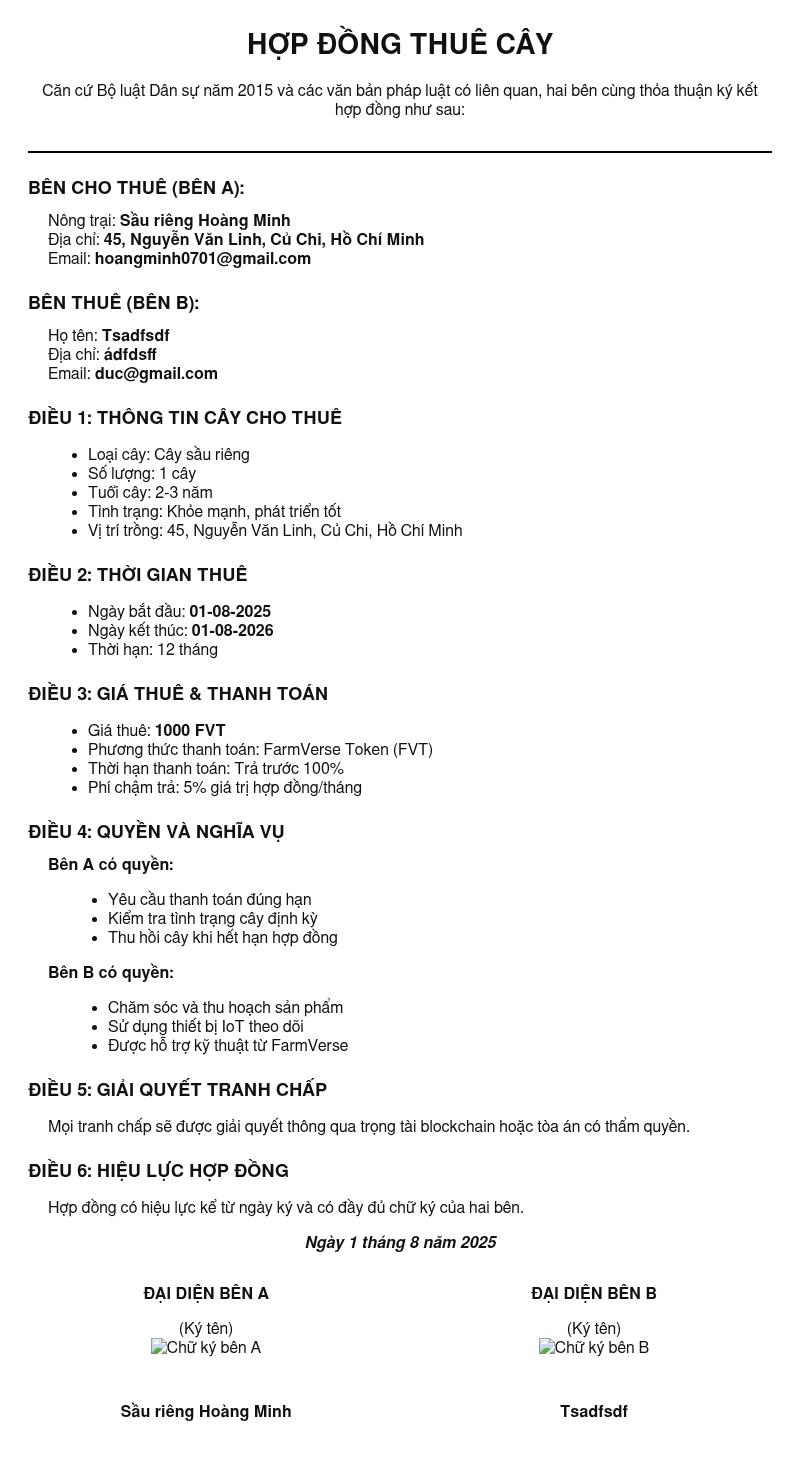 HỢP ĐỒNG THUÊ CÂY
Căn cứ Bộ luật Dân sự năm 2015 và các văn bản pháp luật có liên quan, hai bên cùng thỏa thuận ký kết
hợp đồng như sau:
BÊN CHO THUÊ (BÊN A):
Nông trại: Sầu riêng Hoàng Minh
Địa chỉ: 45, Nguyễn Văn Linh, Củ Chi, Hồ Chí Minh
Email: hoangminh0701@gmail.com
BÊN THUÊ (BÊN B):
Họ tên: Tsadfsdf
Địa chỉ: ádfdsff
Email: duc@gmail.com
ĐIỀU 1: THÔNG TIN CÂY CHO THUÊ
• Loại cây: Cây sầu riêng
• Số lượng: 1 cây
• Tuổi cây: 2-3 năm
• Tình trạng: Khỏe mạnh, phát triển tốt
• Vị trí trồng: 45, Nguyễn Văn Linh, Củ Chi, Hồ Chí Minh
ĐIỀU 2: THỜI GIAN THUÊ
• Ngày bắt đầu: 01-08-2025
• Ngày kết thúc: 01-08-2026
• Thời hạn: 12 tháng
ĐIỀU 3: GIÁ THUÊ & THANH TOÁN
• Giá thuê: 1000 FVT
• Phương thức thanh toán: FarmVerse Token (FVT)
• Thời hạn thanh toán: Trả trước 100%
• Phí chậm trả: 5% giá trị hợp đồng/tháng
ĐIỀU 4: QUYỀN VÀ NGHĨA VỤ
Bên A có quyền:
• Yêu cầu thanh toán đúng hạn
• Kiểm tra tình trạng cây định kỳ
• Thu hồi cây khi hết hạn hợp đồng
Bên B có quyền:
• Chăm sóc và thu hoạch sản phẩm
• Sử dụng thiết bị IoT theo dõi
• Được hỗ trợ kỹ thuật từ FarmVerse
ĐIỀU 5: GIẢI QUYẾT TRANH CHẤP
Mọi tranh chấp sẽ được giải quyết thông qua trọng tài blockchain hoặc tòa án có thẩm quyền.
ĐIỀU 6: HIỆU LỰC HỢP ĐỒNG
Hợp đồng có hiệu lực kể từ ngày ký và có đầy đủ chữ ký của hai bên.
Ngày 1 tháng 8 năm 2025
ĐẠI DIỆN BÊN A
(Ký tên)
Chữ ký bên A
Sầu riêng Hoàng Minh
ĐẠI DIỆN BÊN B
(Ký tên)
Chữ ký bên B
Tsadfsdf